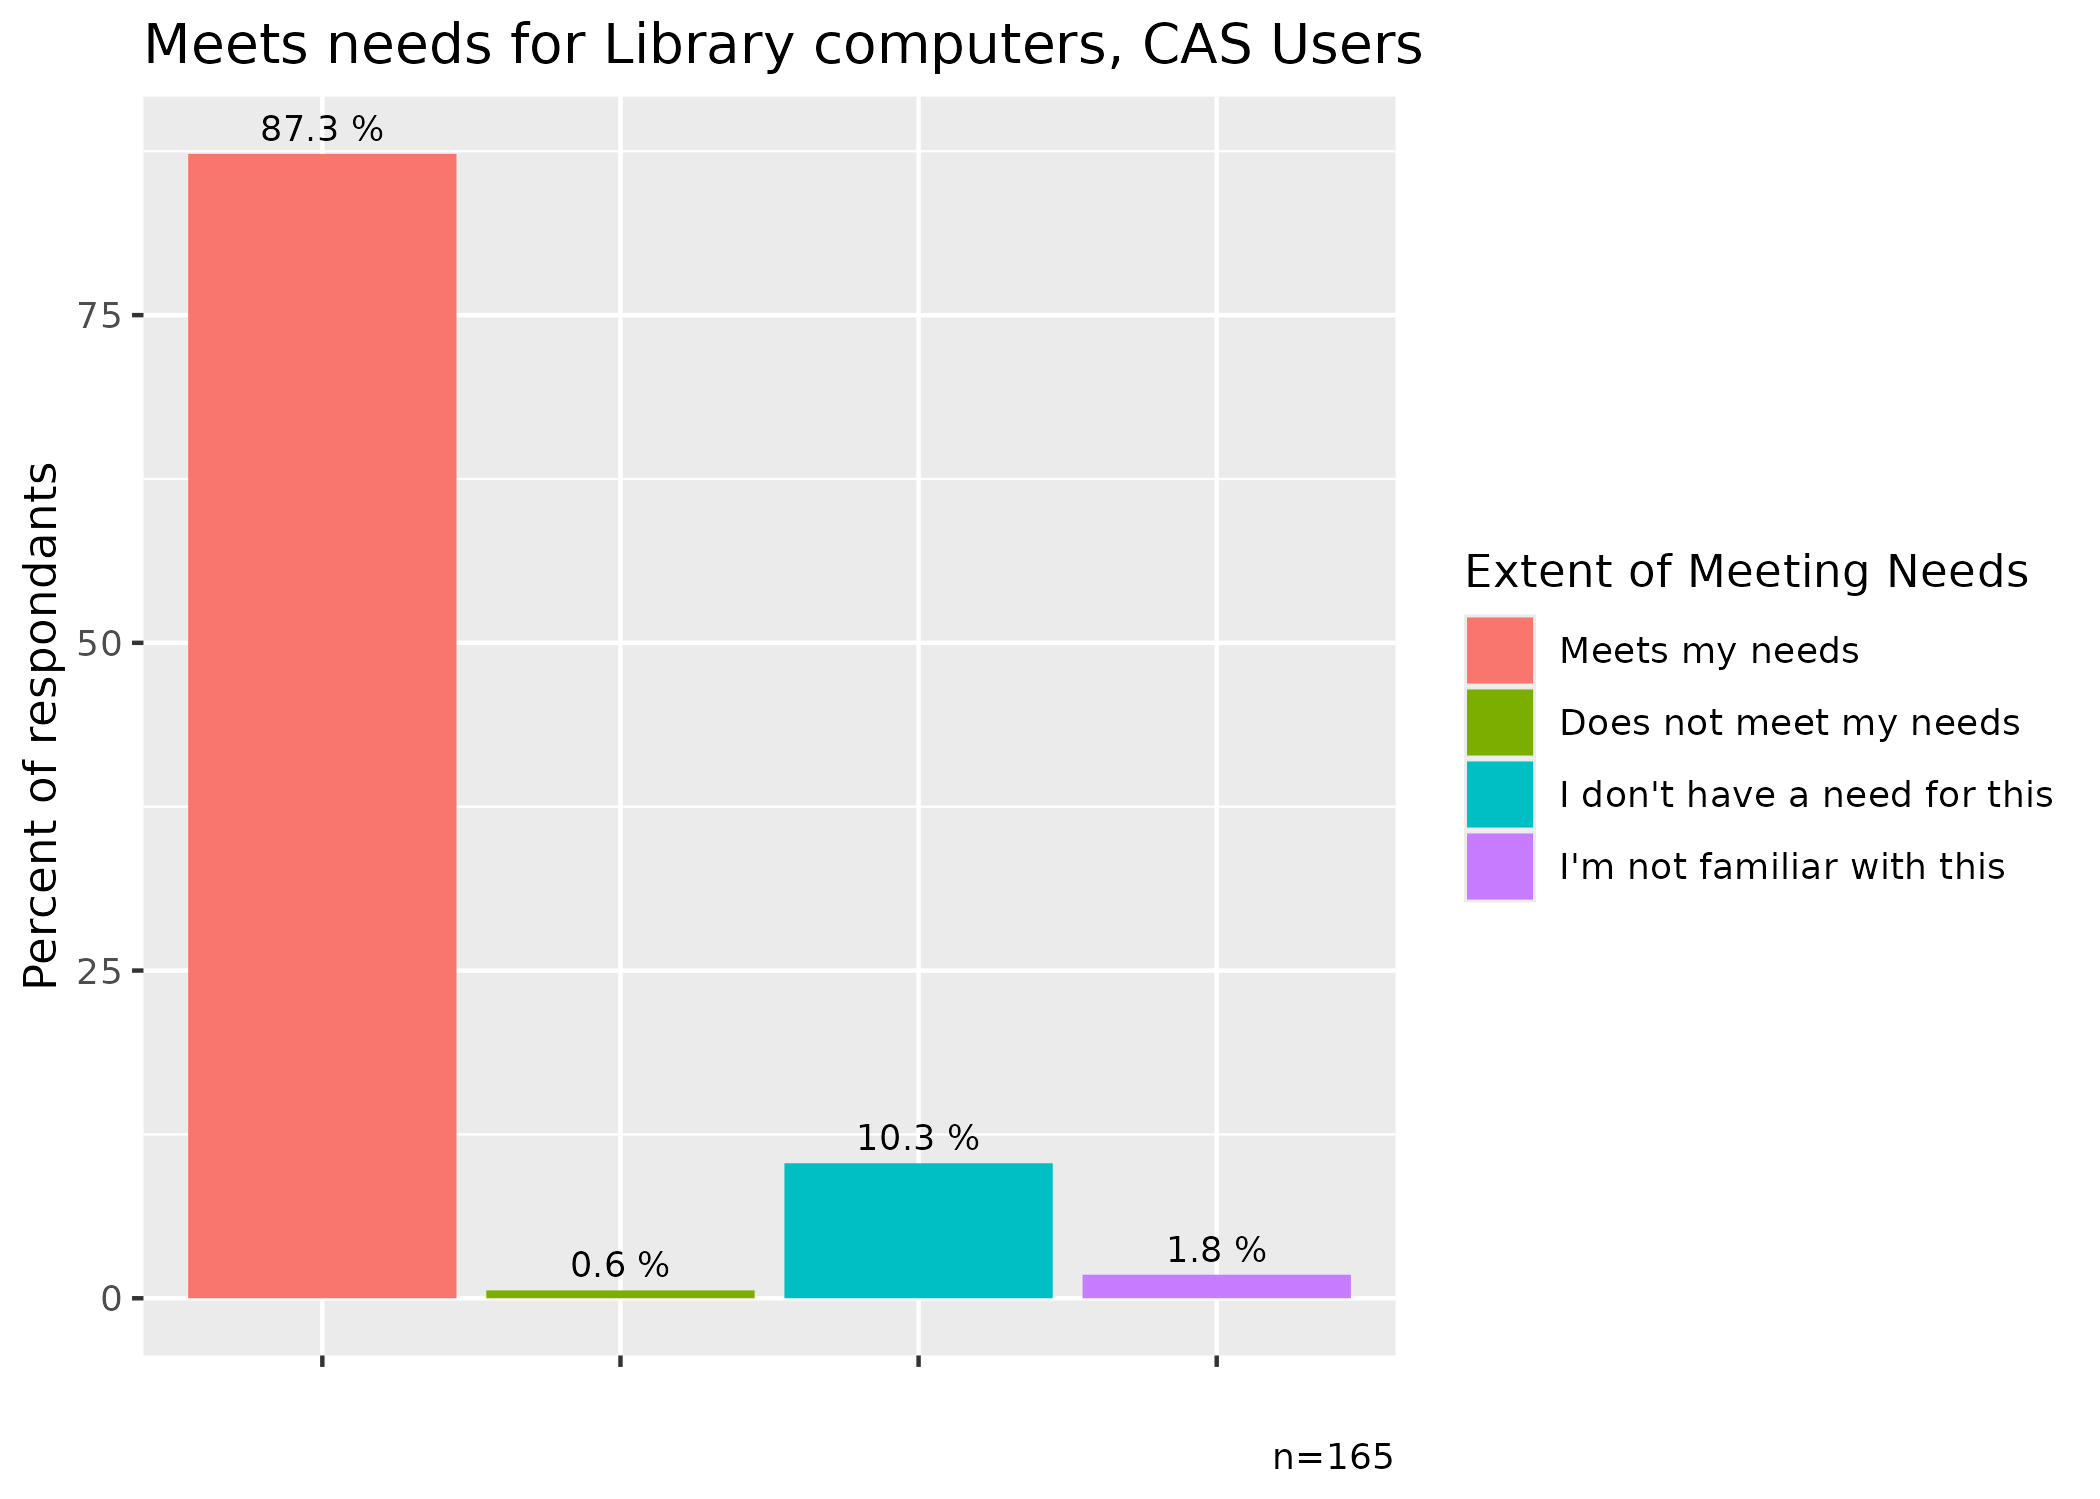 Meets needs for Library computers, CAS Users
Percent of respondants
75
50
25
0
87.3 %
0.6 %
10.3 %
1.8 %
Extent of Meeting Needs
Meets my needs
Does not meet my needs
I don't have a need for this
I'm not familiar with this
n=165